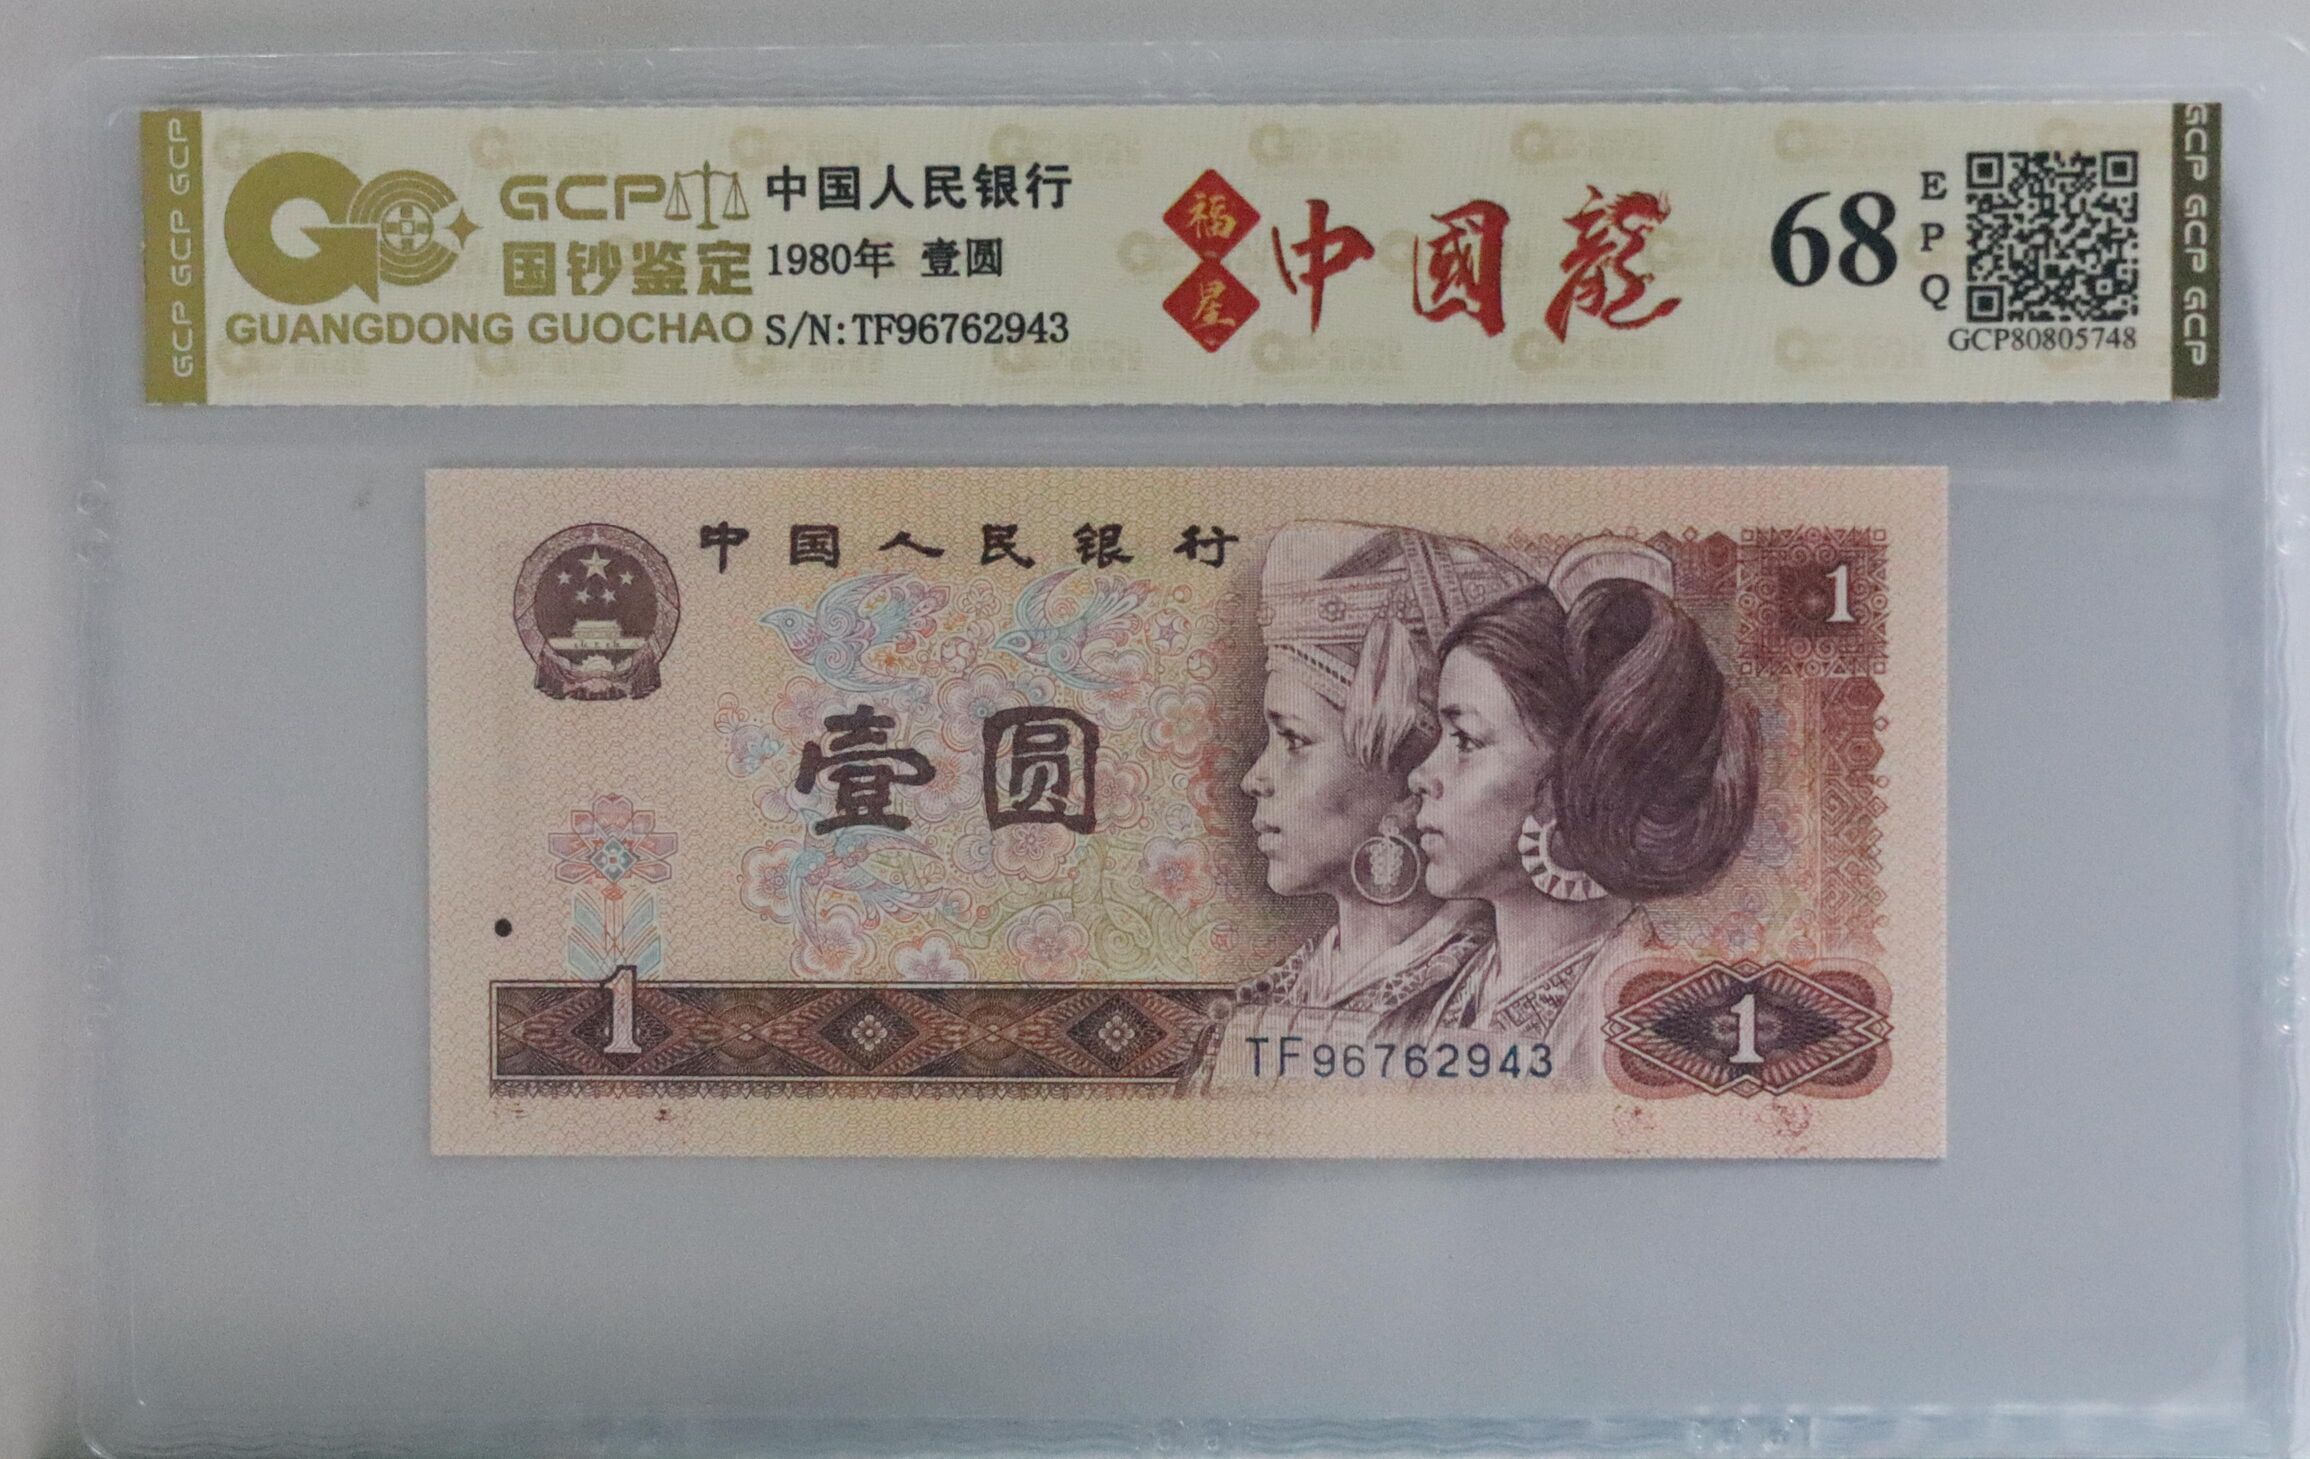 GCP GCP GCP
GCP
国钞鉴定
GUANGDONG GUOCHAO
中国人民银行
1980年 壹圆
S/N:TF96762943
福
星
中國龍
68
E
P
Q
GCP80805748
GCP GCP GCP
中国人民银行
1
壹圆
1
TF96762943
1